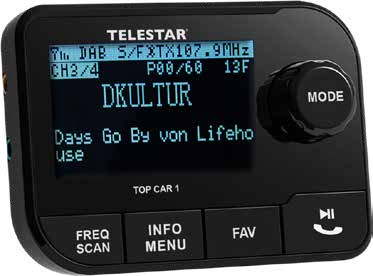 TELESTAR
DAB S/F TX107.9MHz
CH3/4 P00/60 13F
DKULTUR
Days Go By von Lifeho
use
MODE
TOP CAR 1
FREQ
SCAN
INFO
MENU
FAV